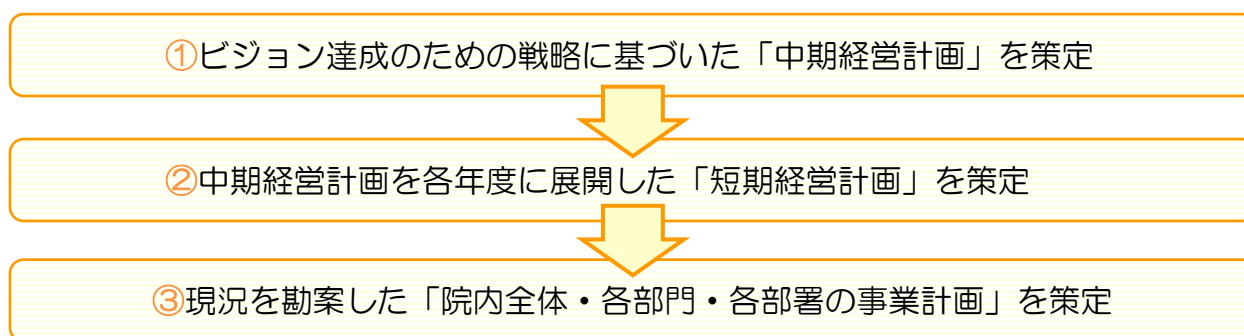 ①ビジョン達成のための戦略に基づいた「中期経営計画」を策定
②中期経営計画を各年度に展開した「短期経営計画」を策定
③現況を勘案した「院内全体・各部門・各部署の事業計画」を策定